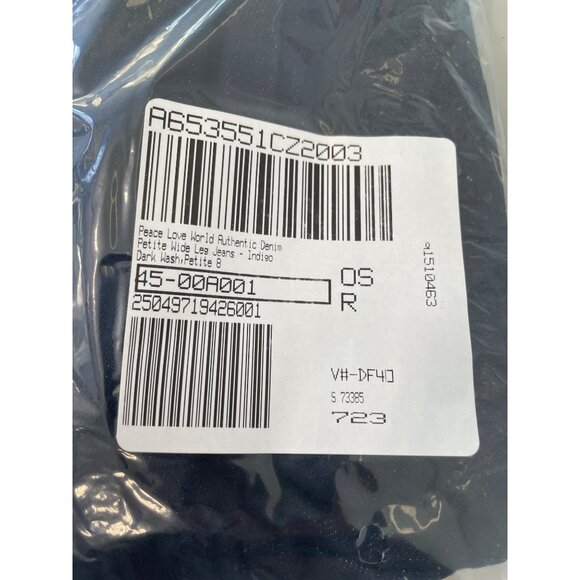 A653551CZ2003
Peace Love World Authentic Denim
Petite Wide Leg Jeans - Indigo
Dark Wash,Petite 8
45-00A001
OS
R
25049719426001
91510463
S 73385
723